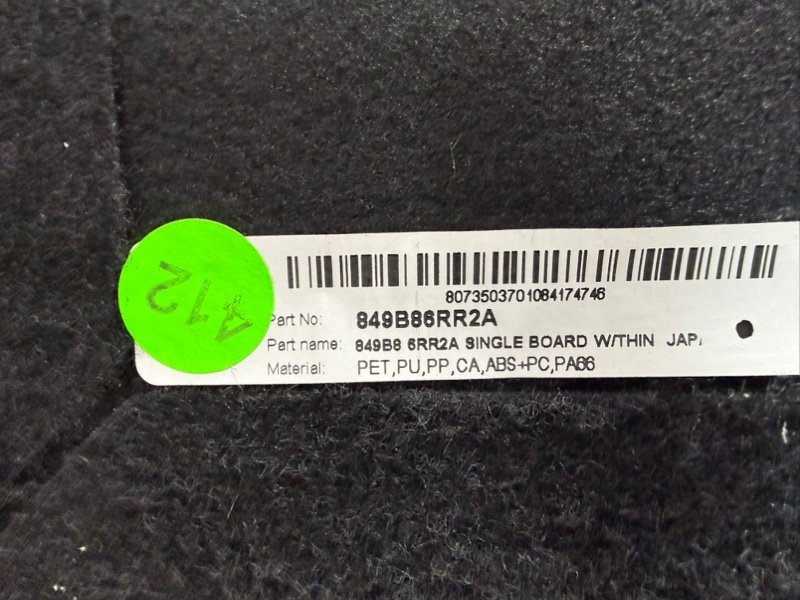 8073503701084174746
Part No: 849B86RR2A
Part name: 849B8 6RR2A SINGLE BOARD W/THIN JAP
Material: PET,PU,PP,CA,ABS+PC,PA66
A12